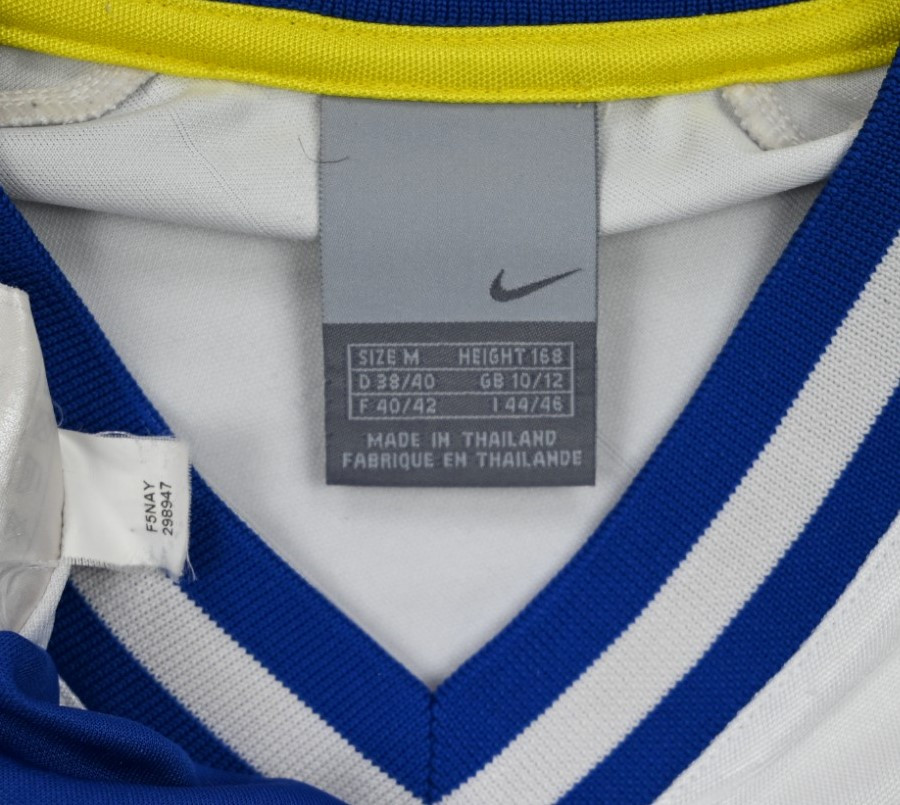 SIZE M HEIGHT 168
D 38/40 GB 10/12
F 40/42 I 44/46
MADE IN THAILAND
FABRIQUE EN THAILANDE
F5NAY
298947